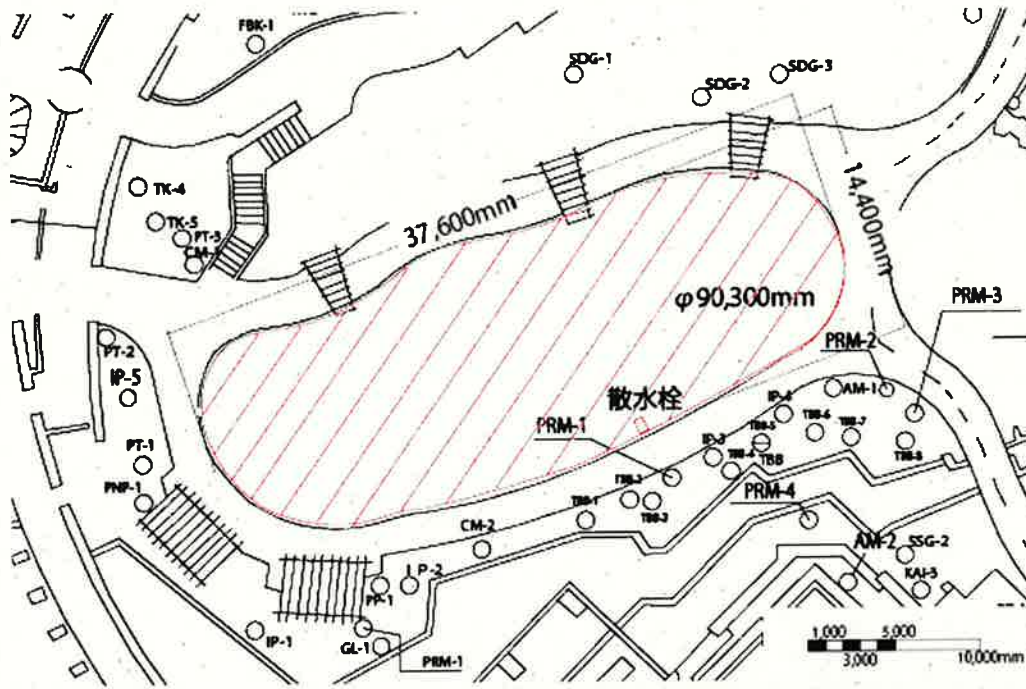 FBK-1
SDG-1
SDG-2
SDG-3
TK-4
TK-5
PT-3
37,600mm
14,400mm
φ90,300mm
PRM-3
PRM-2
PT-2
IP-5
AM-1
散水栓
IP-4
PRM-1
TBB-5
TBB-6
TBB-7
TBB-8
IP-3
TBB-4
TBB
PT-1
PNP-1
TBB-1
TBB-2
PRM-4
CM-2
AM-2
SSG-2
KAI-3
PP-1
IP-1
GL-1
PRM-1
1,000
5,000
3,000
10,000mm